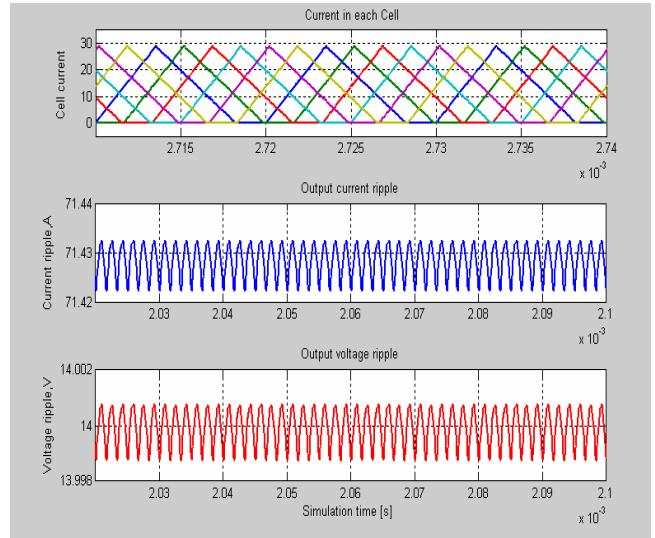 Current in each Cell
30
20
10
0
Cell current
2.715 2.72 2.725 2.73 2.735 2.74
x 10-3
Output current ripple
71.44
71.43
71.42
Current ripple,A
2.03 2.04 2.05 2.06 2.07 2.08 2.09 2.1
x 10-3
Output voltage ripple
14.002
14
13.998
Voltage ripple,V
2.03 2.04 2.05 2.06 2.07 2.08 2.09 2.1
Simulation time [s]
x 10-3